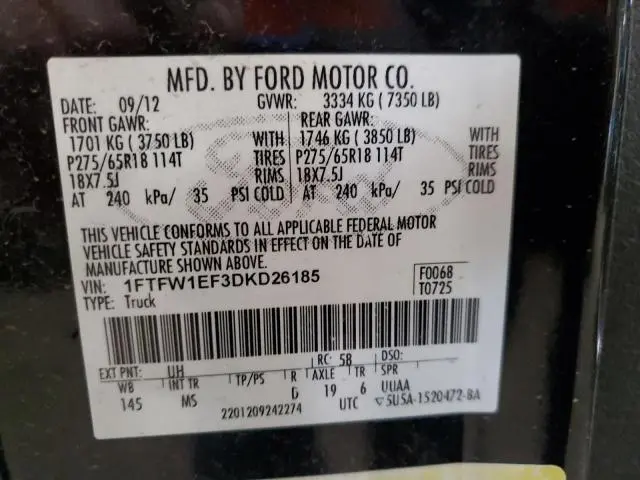 MFD. BY FORD MOTOR CO.
DATE: 09/12 GVWR: 3334 KG ( 7350 LB)
FRONT GAWR: REAR GAWR:
1701 KG ( 3750 LB) WITH 1746 KG ( 3850 LB) WITH
P275/65R18 114T TIRES P275/65R18 114T TIRES
18X7.5J RIMS 18X7.5J RIMS
AT 240 kPa/ 35 PSI COLD AT 240 kPa/ 35 PSI COLD
THIS VEHICLE CONFORMS TO ALL APPLICABLE FEDERAL MOTOR
VEHICLE SAFETY STANDARDS IN EFFECT ON THE DATE OF
MANUFACTURE SHOWN ABOVE.
VIN: 1FTFW1EF3DKD26185 F0068
TYPE: Truck T0725
EXT PNT: UH RC: 58 DSO:
WB INT TR TP/PS R AXLE TR SPR
145 MS D 19 6 UUAA
2201209242274 UTC ▽5U5A-1520472-BA